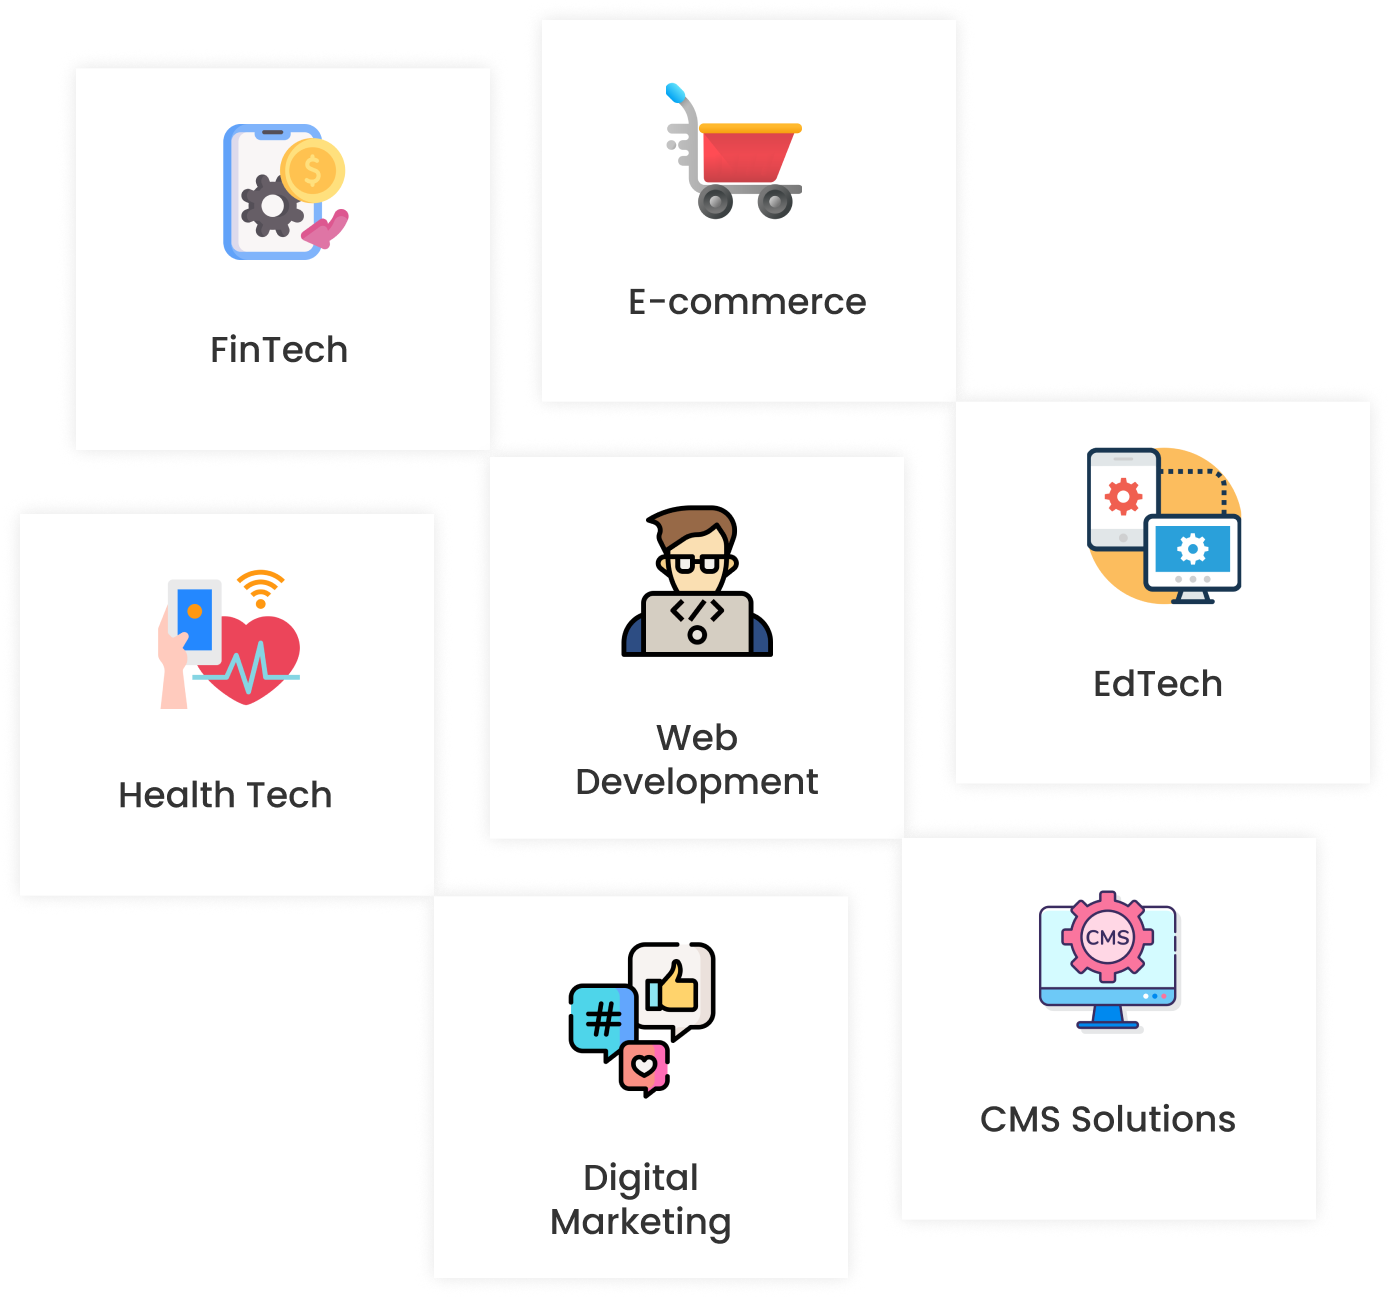 E-commerce
FinTech
EdTech
Web
Development
Health Tech
CMS
CMS Solutions
Digital
Marketing